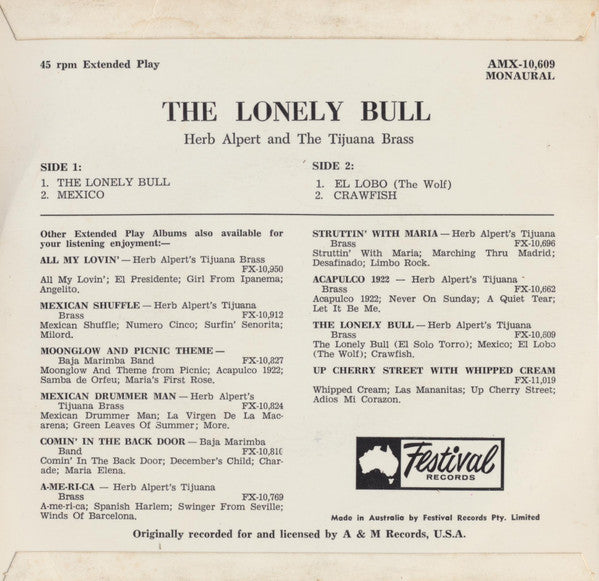 45 rpm Extended Play
AMX-10,609
MONAURAL
THE LONELY BULL
Herb Alpert and The Tijuana Brass
SIDE 1:
1. THE LONELY BULL
2. MEXICO
SIDE 2:
1. EL LOBO (The Wolf)
2. CRAWFISH
Other Extended Play Albums also available for
your listening enjoyment:—
ALL MY LOVIN' — Herb Alpert's Tijuana Brass
FX-10,950
All My Lovin'; El Presidente; Girl From Ipanema;
Angelito.
MEXICAN SHUFFLE — Herb Alpert's Tijuana
Brass FX-10,912
Mexican Shuffle; Numero Cinco; Surfin' Senorita;
Milord.
MOONGLOW AND PICNIC THEME —
Baja Marimba Band FX-10,827
Moonglow And Theme from Picnic; Acapulco 1922;
Samba de Orfeu; Maria's First Rose.
MEXICAN DRUMMER MAN — Herb Alpert's
Tijuana Brass FX-10,824
Mexican Drummer Man; La Virgen De La Mac-
arena; Green Leaves Of Summer; More.
COMIN' IN THE BACK DOOR — Baja Marimba
Band FX-10,816
Comin' In The Back Door; December's Child; Char-
ade; Maria Elena.
A-ME-RI-CA — Herb Alpert's Tijuana
Brass FX-10,769
A-me-ri-ca; Spanish Harlem; Swinger From Seville;
Winds Of Barcelona.
STRUTTIN' WITH MARIA — Herb Alpert's Tijuana
Brass FX-10,696
Struttin' With Maria; Marching Thru Madrid;
Desafinado; Limbo Rock.
ACAPULCO 1922 — Herb Alpert's Tijuana
Brass FX-10,662
Acapulco 1922; Never On Sunday; A Quiet Tear;
Let It Be Me.
THE LONELY BULL — Herb Alpert's Tijuana
Brass FX-10,609
The Lonely Bull (El Solo Torro); Mexico; El Lobo
(The Wolf); Crawfish.
UP CHERRY STREET WITH WHIPPED CREAM
FX-11,019
Whipped Cream; Las Mananitas; Up Cherry Street;
Adios Mi Corazon.
Festival
RECORDS
Made in Australia by Festival Records Pty. Limited
Originally recorded for and licensed by A & M Records, U.S.A.